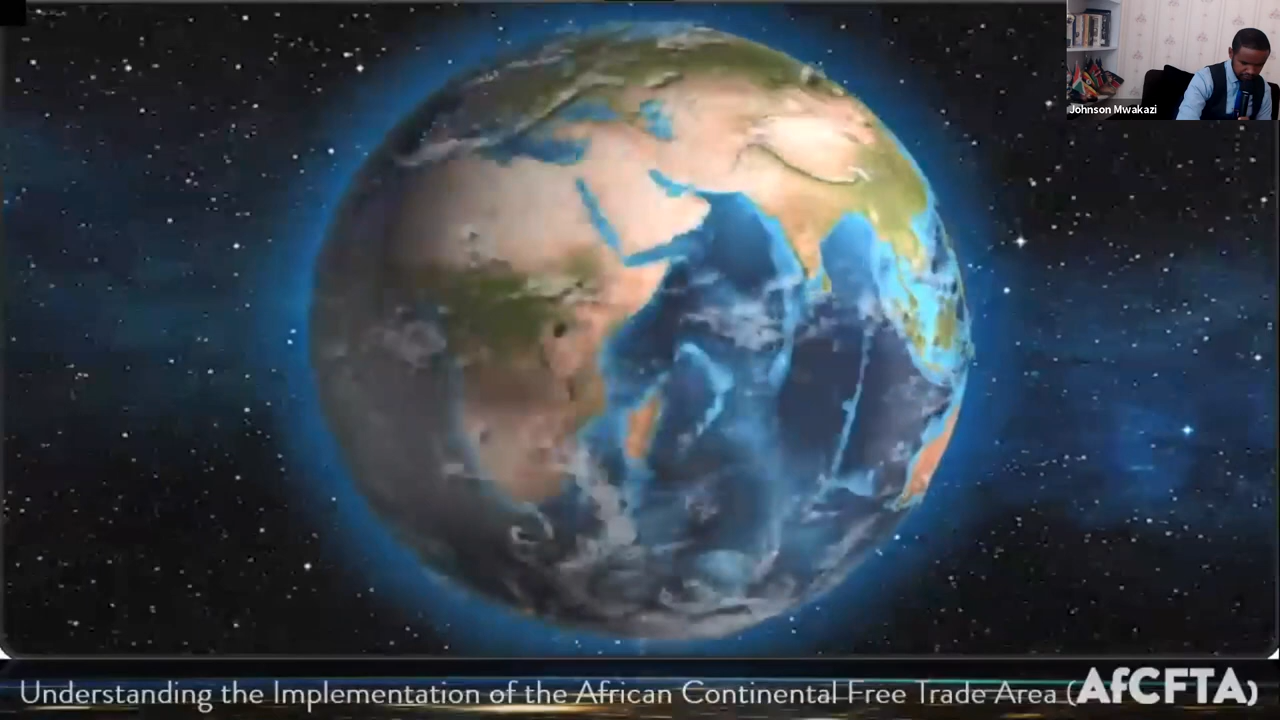 Johnson Mwakazi
Understanding the Implementation of the African Continental Free Trade Area (AfCFTA)